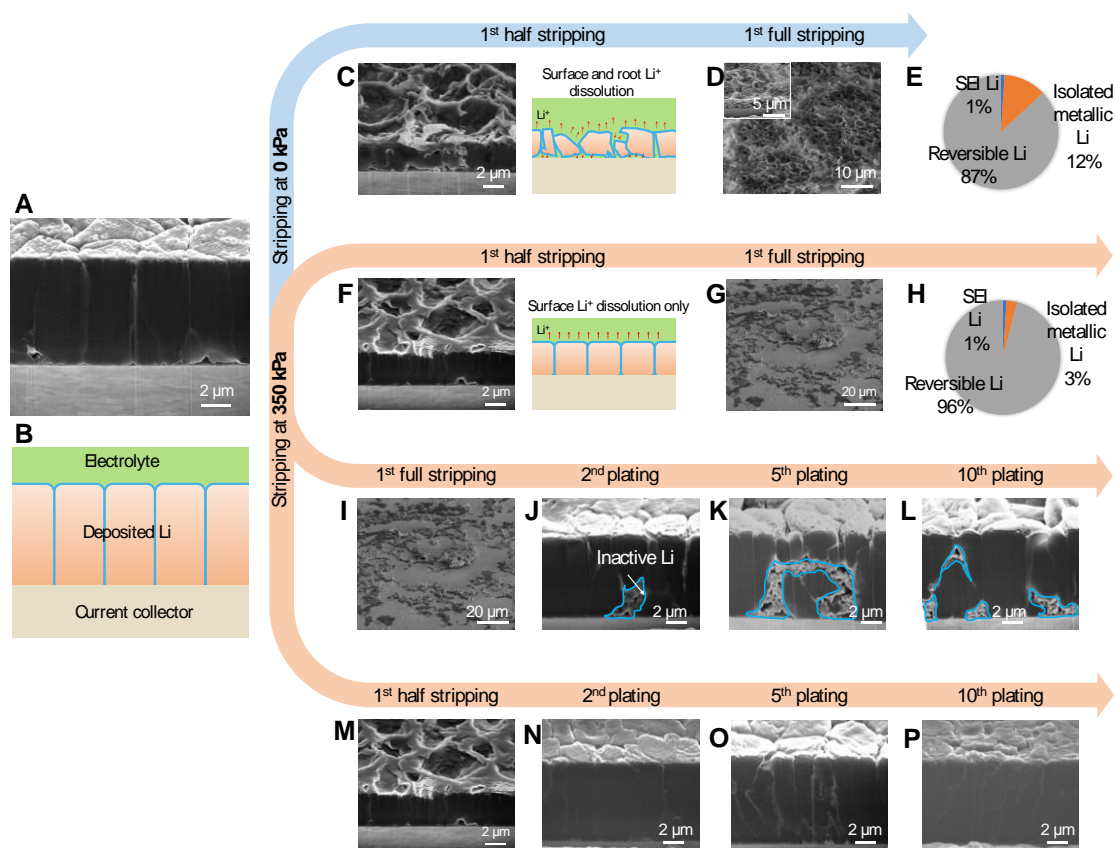 1st half stripping
1st full stripping
Stripping at 0 kPa
C
2 µm
Surface and root Li+
dissolution
Li+
D
5 µm
10 µm
E
SEI Li
1%
Isolated
metallic
Li
12%
Reversible Li
87%
A
2 µm
B
Electrolyte
Deposited Li
Current collector
Stripping at 350 kPa
1st half stripping
1st full stripping
F
2 µm
Surface Li+ dissolution only
Li+
G
20 µm
H
SEI
Li
1%
Isolated
metallic
Li
3%
Reversible Li
96%
1st full stripping
2nd plating
5th plating
10th plating
I
20 µm
J
Inactive Li
2 µm
K
2 µm
L
2 µm
1st half stripping
2nd plating
5th plating
10th plating
M
2 µm
N
2 µm
O
2 µm
P
2 µm